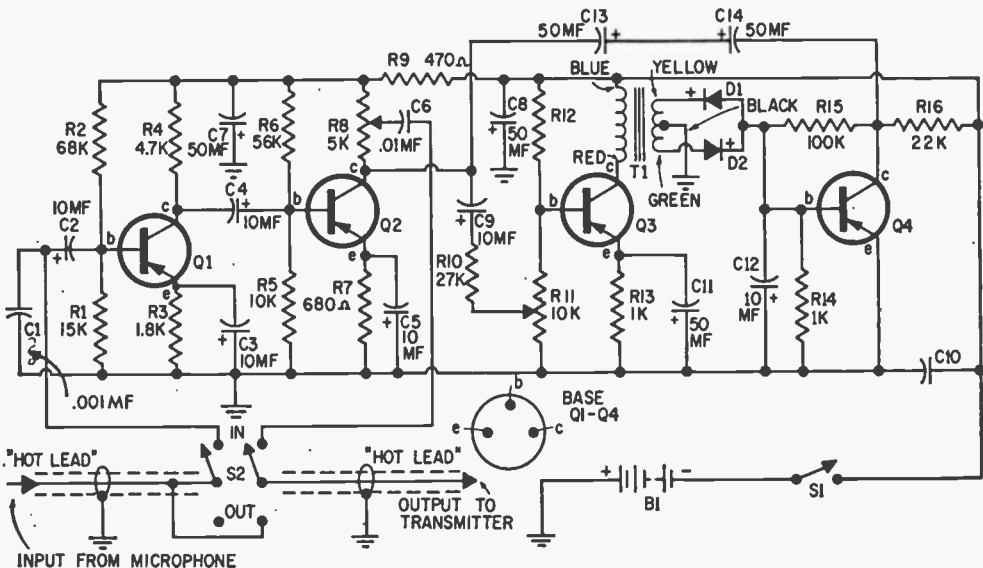 C13
50MF
+
+
C14
50MF
R9 470Ω
BLUE
YELLOW
+
D1
BLACK
R2
68K
R4
4.7K
C7
50MF
+
R6
56K
R8
5K
C6
.01MF
C8
50
MF
+
R12
RED
c
T1
D2
+
GREEN
R15
100K
R16
22K
10MF
C2
+
b
c
e
Q1
C4
+
10MF
b
c
e
Q2
C9
+
10MF
b
e
Q3
b
c
e
Q4
C1
.001MF
R1
15K
R3
1.8K
+
C3
10MF
R5
10K
R7
680Ω
+
C5
10
MF
R10
27K
R11
10K
R13
1K
C11
+
50
MF
C12
+
10
MF
R14
1K
C10
b
e
c
BASE
Q1-Q4
IN
S2
OUT
"HOT LEAD"
"HOT LEAD"
INPUT FROM MICROPHONE
OUTPUT TO
TRANSMITTER
+
B1
-
S1